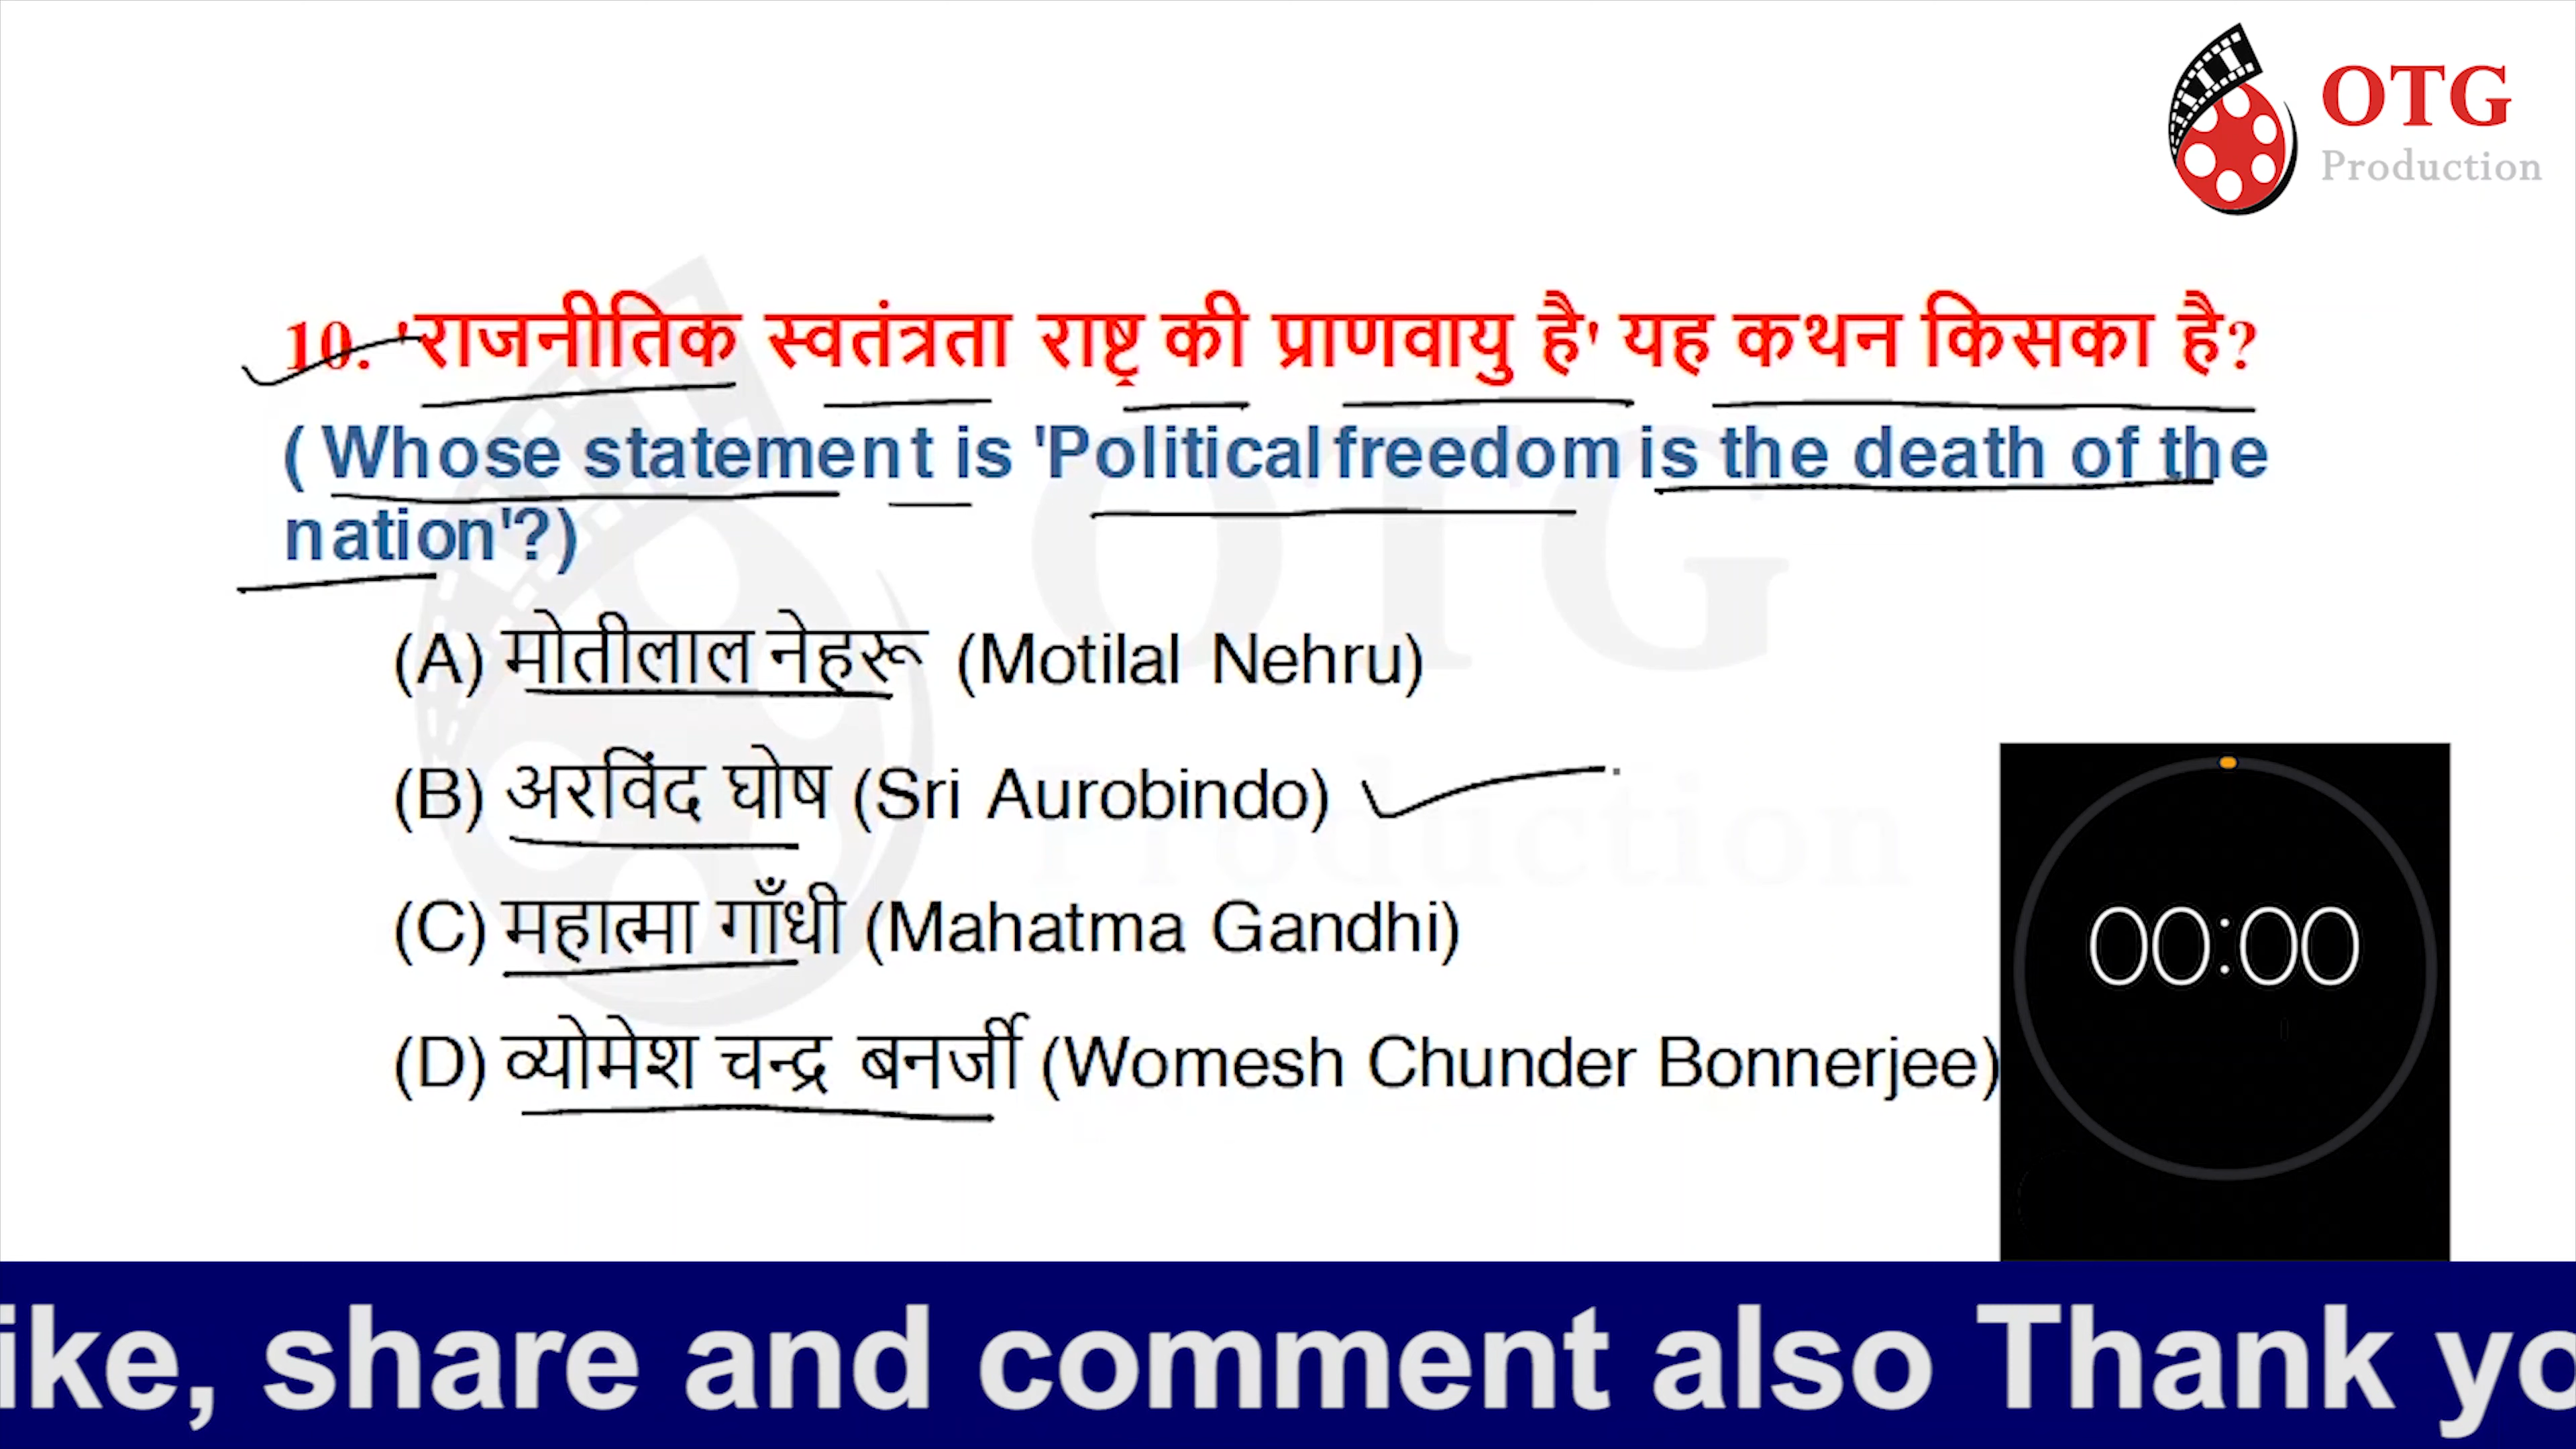 OTG
Production
10. 'राजनीतिक स्वतंत्रता राष्ट्र की प्राणवायु है' यह कथन किसका है?
( Whose statement is 'Political freedom is the death of the
nation'?)
(A) मोतीलाल नेहरू (Motilal Nehru)
(B) अरविंद घोष (Sri Aurobindo)
(C) महात्मा गाँधी (Mahatma Gandhi)
(D) व्योमेश चन्द्र बनर्जी (Womesh Chunder Bonnerjee)
00:00
OTG
Production
ike, share and comment also Thank yo